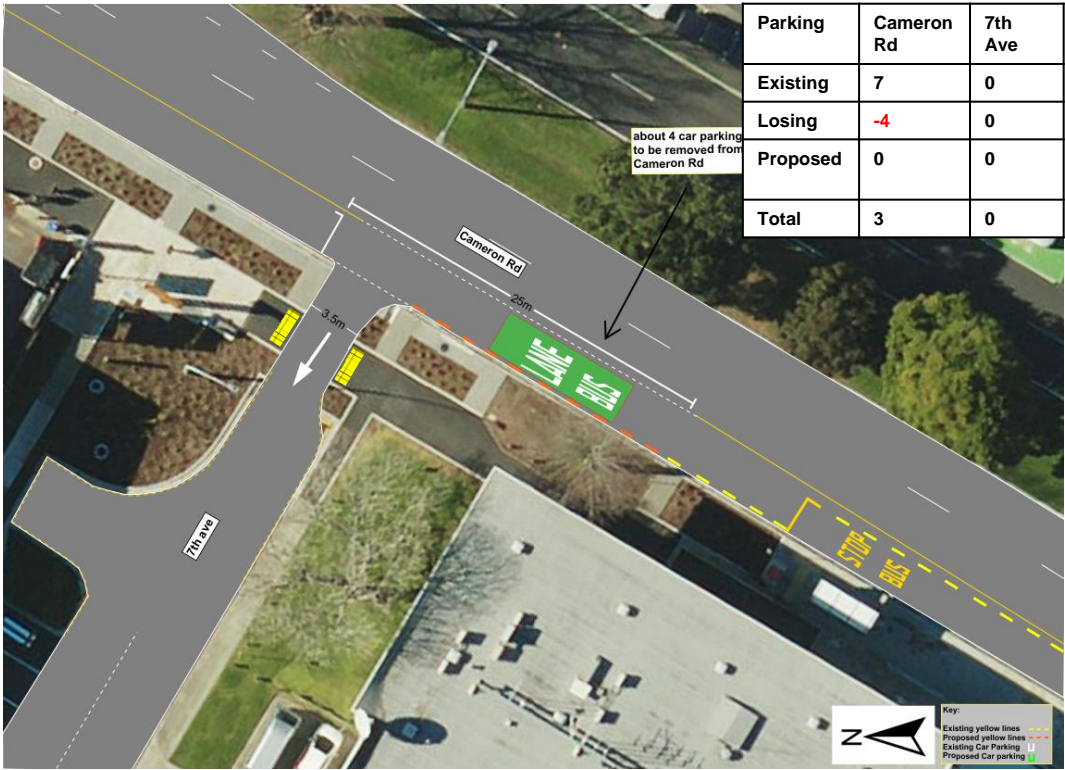 Parking Cameron Rd 7th Ave
Existing 7 0
Losing -4 0
Proposed 0 0
Total 3 0
about 4 car parking
to be removed from
Cameron Rd
Cameron Rd
25m
3.5m
LANE
BUS
7th ave
STOP
BUS
N
Key:
Existing yellow lines
Proposed yellow lines
Existing Car Parking
Proposed Car parking